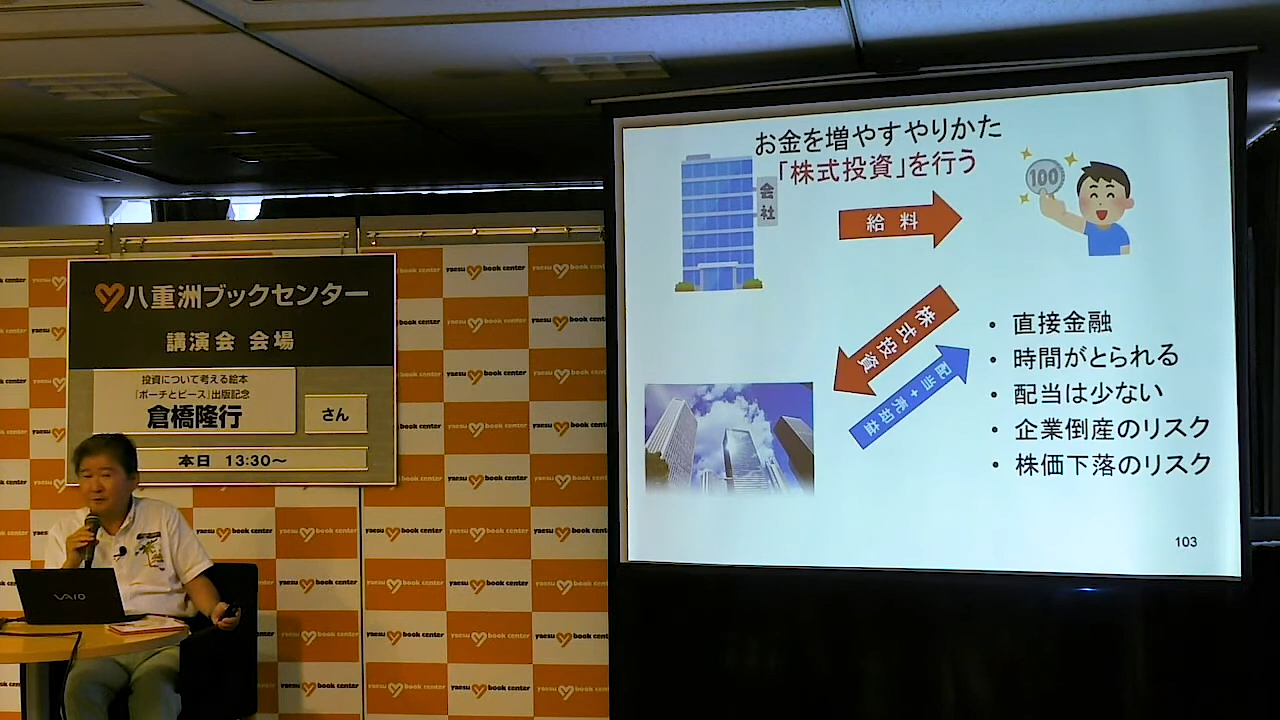 八重洲ブックセンター
講演会 会場
投資について考える絵本
「ポーチとピース」出版記念
倉橋隆行
さん
本日 13:30～
VAIO
お金を増やすやりかた
「株式投資」を行う
会社
給料
100
株式投資
配当+売却益
• 直接金融
• 時間がとられる
• 配当は少ない
• 企業倒産のリスク
• 株価下落のリスク
103
yaesu book center